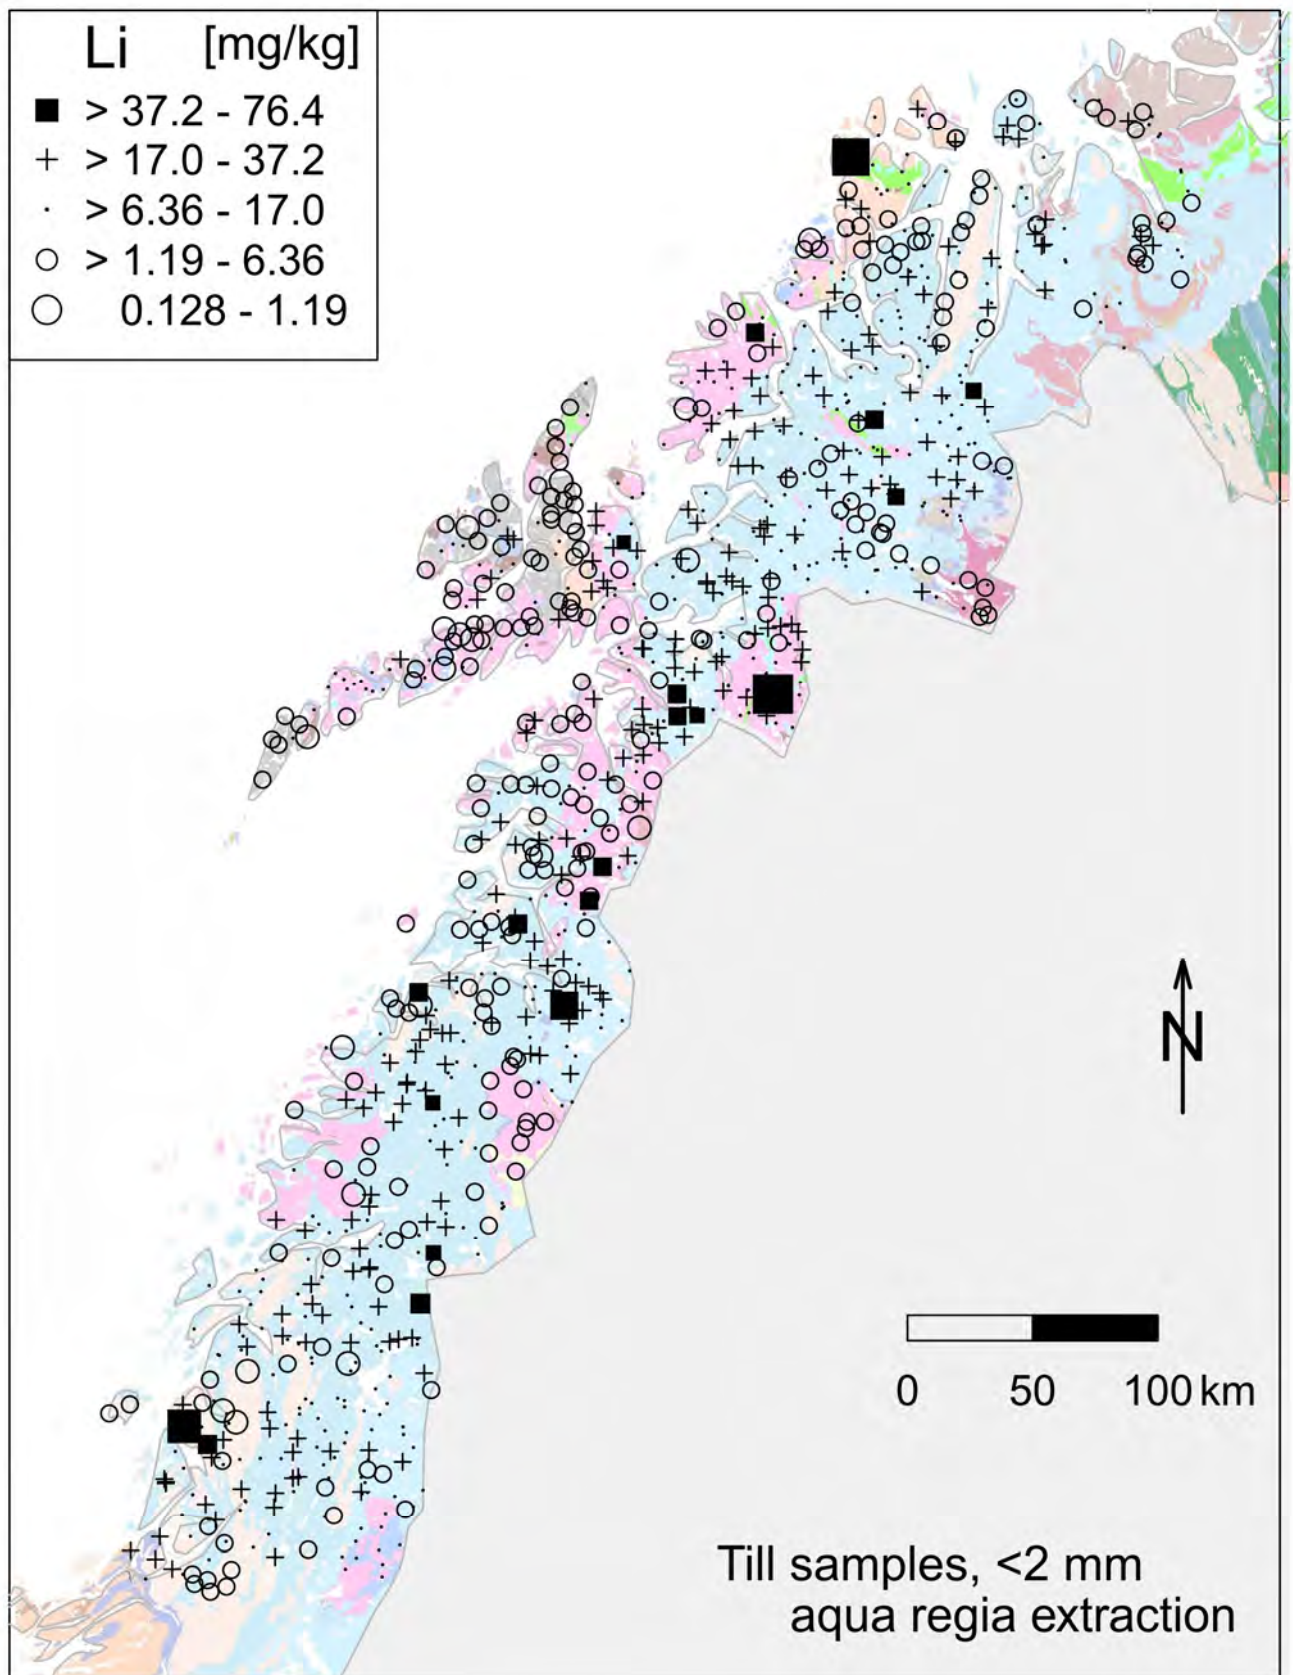 Li [mg/kg]
> 37.2 - 76.4
> 17.0 - 37.2
> 6.36 - 17.0
> 1.19 - 6.36
0.128 - 1.19
N
0 50 100 km
Till samples, <2 mm
aqua regia extraction